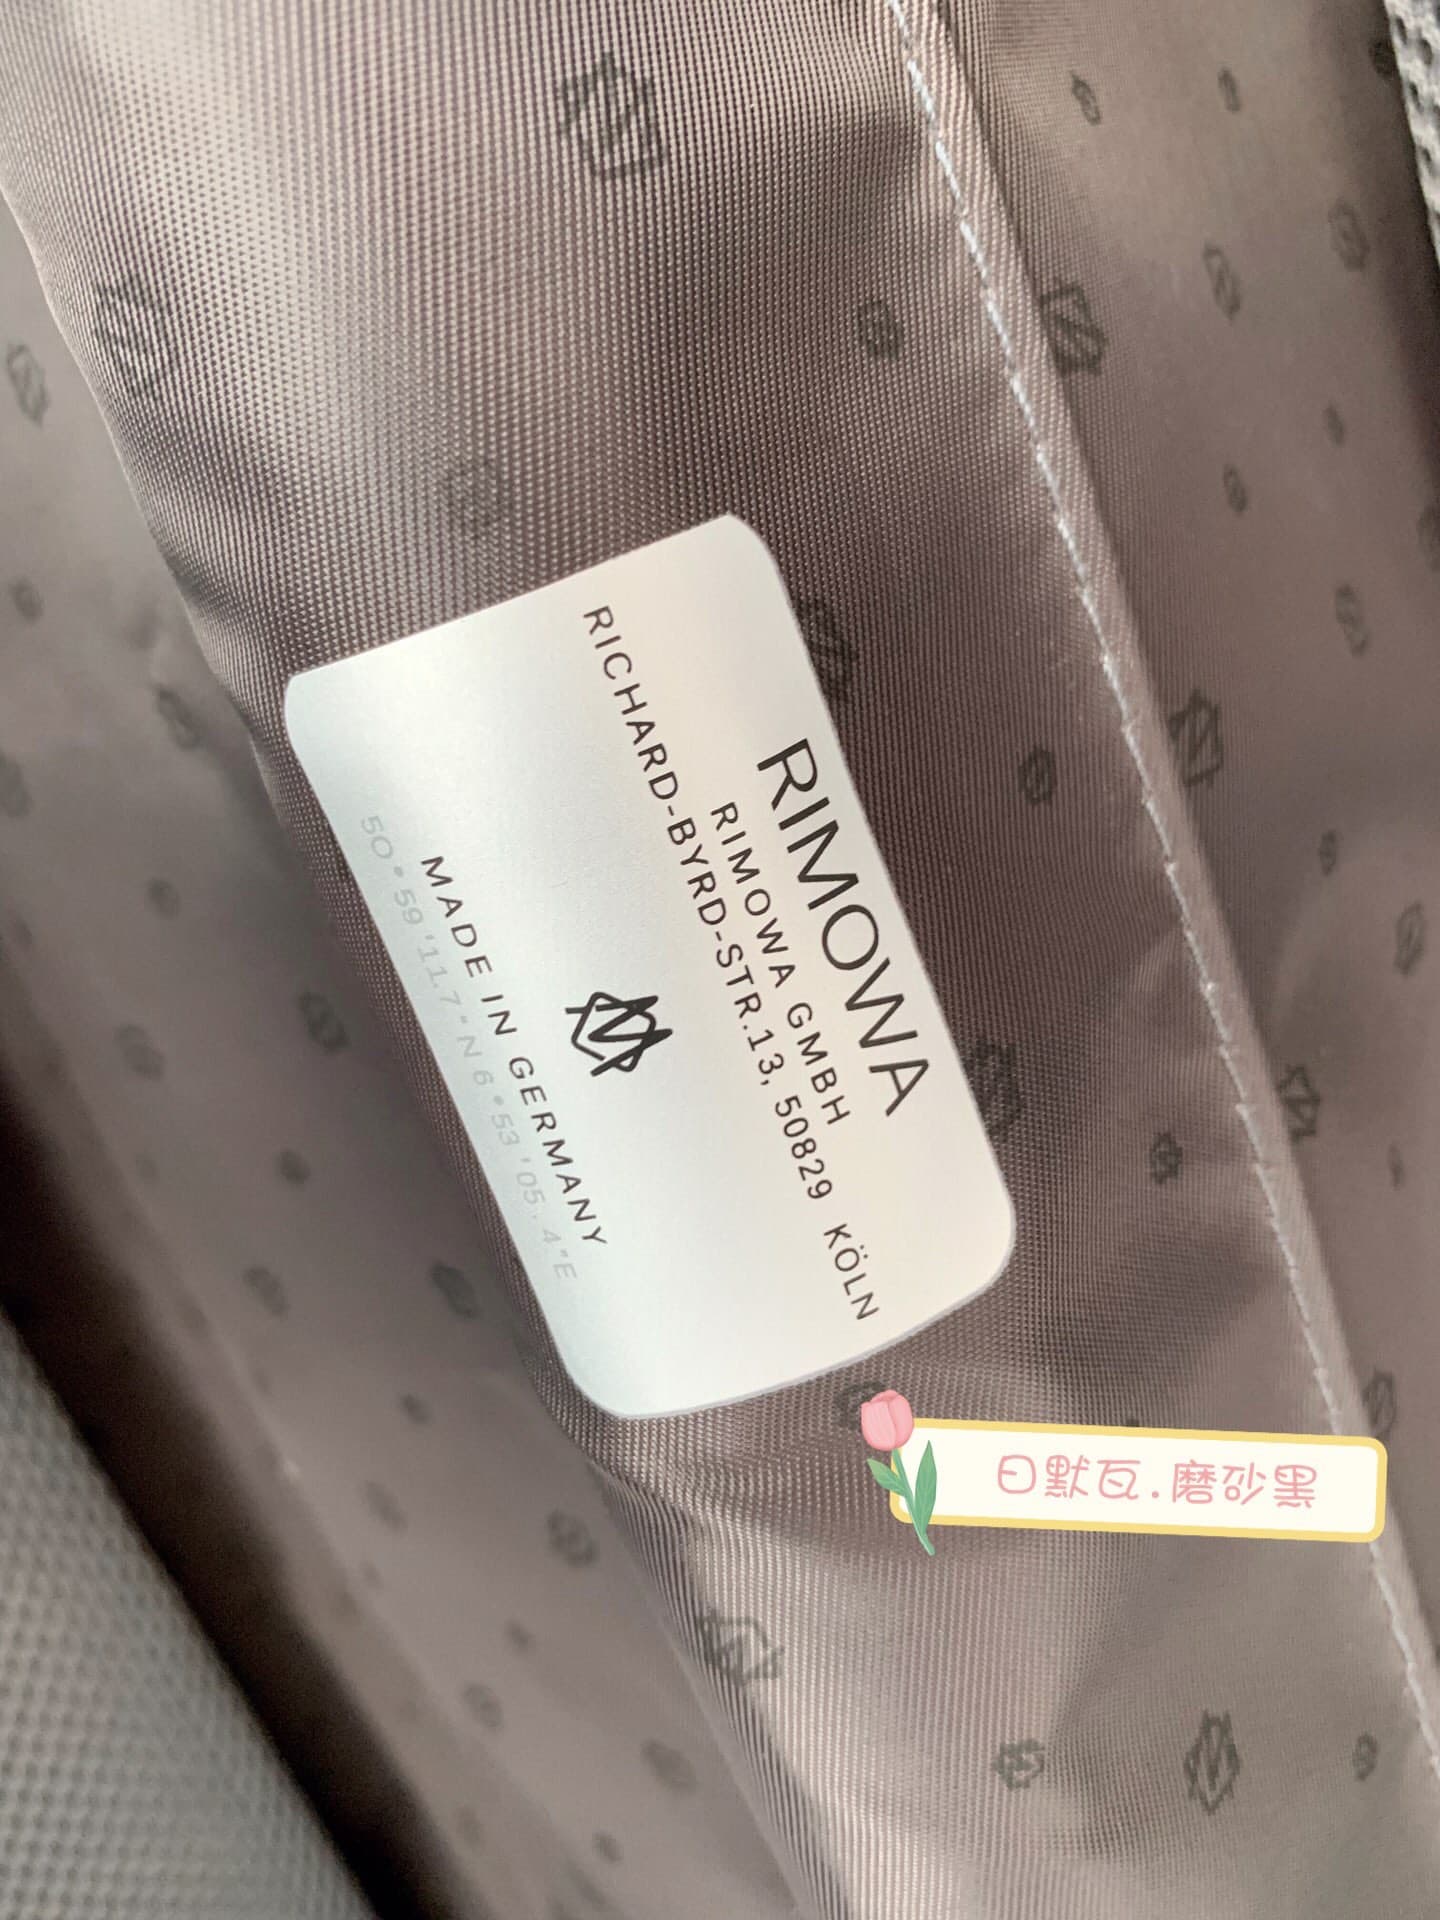 RIMOWA
RIMOWA GMBH
RICHARD-BYRD-STR.13, 50829 KÖLN
MADE IN GERMANY
50°59'11.7"N 6°53'05.4"E
日默瓦.磨砂黑